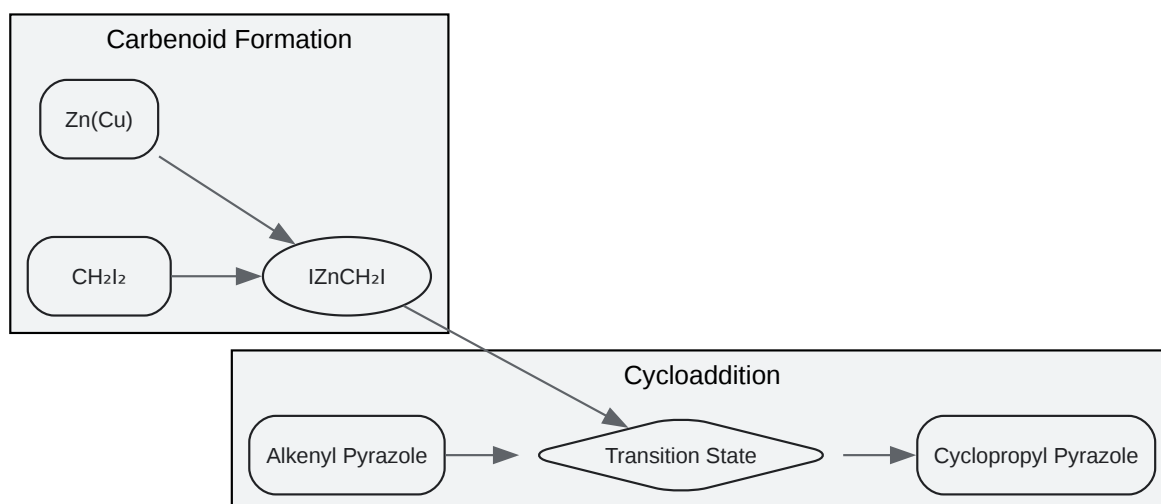 Carbenoid Formation
Zn(Cu)
CH₂I₂
IZnCH₂I
Cycloaddition
Alkenyl Pyrazole
Transition State
Cyclopropyl Pyrazole